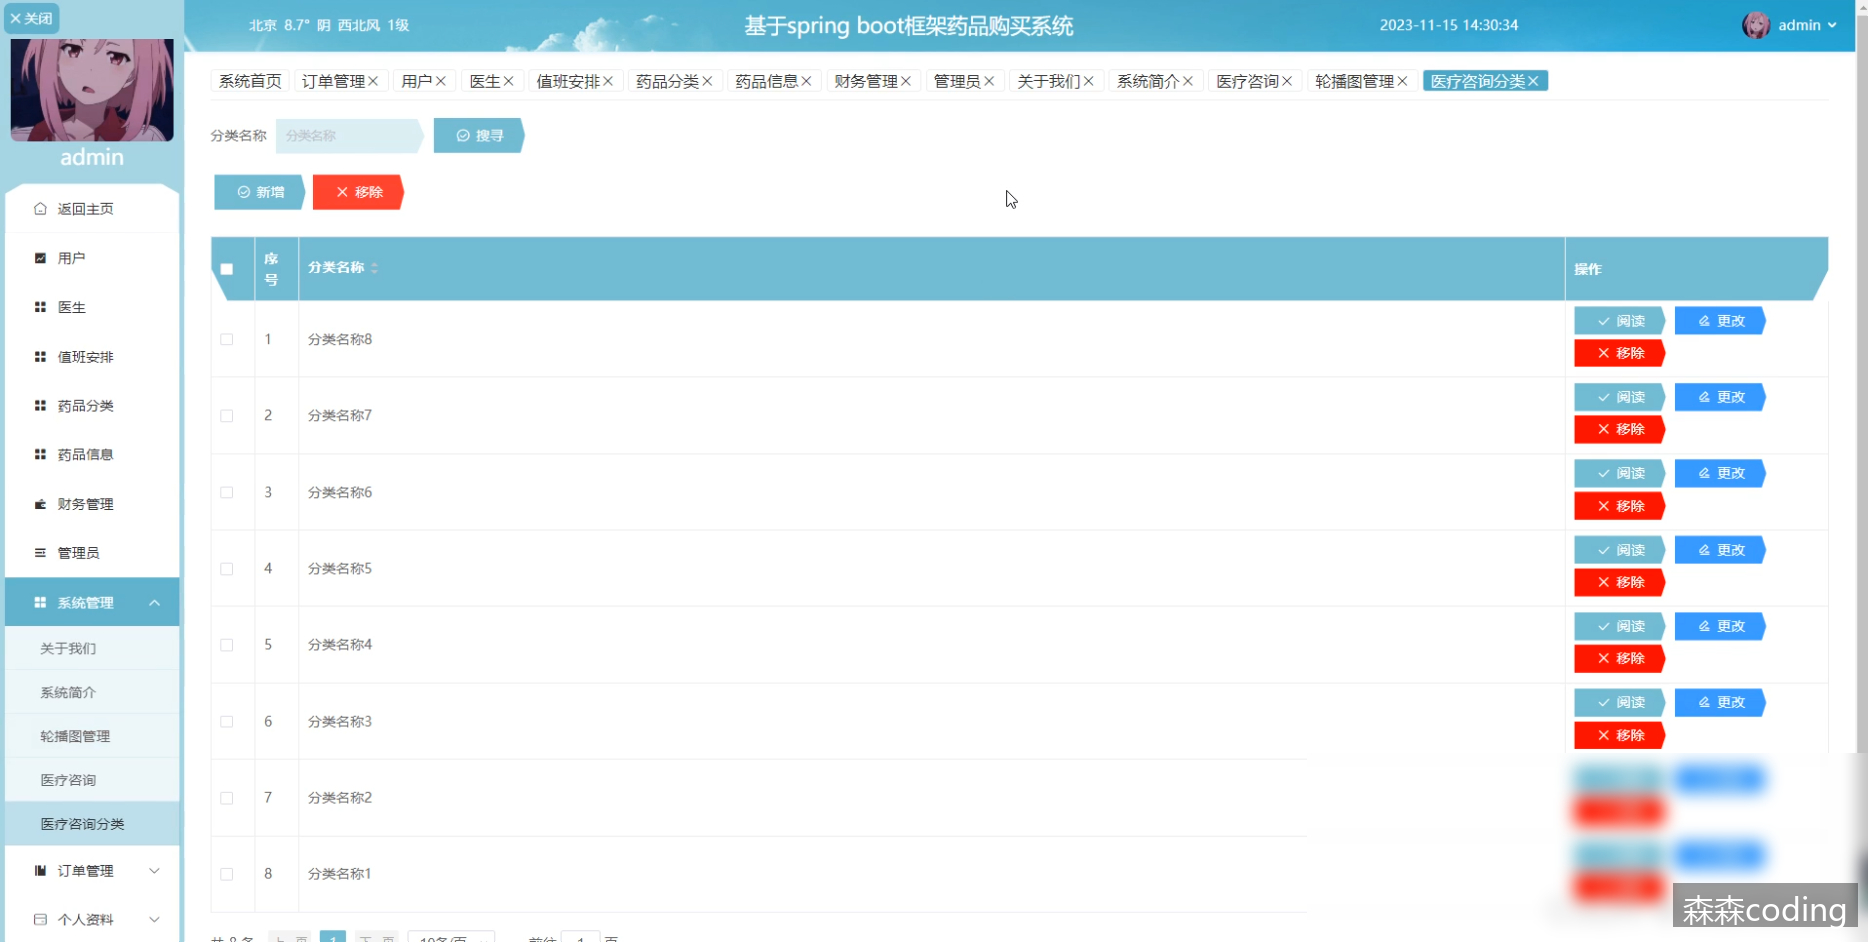 关闭
北京 8.7° 阴 西北风 1级
基于spring boot框架药品购买系统
2023-11-15 14:30:34
admin
admin
返回主页
用户
医生
值班安排
药品分类
药品信息
财务管理
管理员
系统管理
关于我们
系统简介
轮播图管理
医疗咨询
医疗咨询分类
订单管理
个人资料
系统首页 订单管理 用户 医生 值班安排 药品分类 药品信息 财务管理 管理员 关于我们 系统简介 医疗咨询 轮播图管理 医疗咨询分类
分类名称 分类名称 搜寻
新增 移除
序号 分类名称 操作
1 分类名称8 阅读 更改
移除
2 分类名称7 阅读 更改
移除
3 分类名称6 阅读 更改
移除
4 分类名称5 阅读 更改
移除
5 分类名称4 阅读 更改
移除
6 分类名称3 阅读 更改
移除
7 分类名称2
8 分类名称1
共 8 条 上一页 1 下一页 10条/页 前往 1 页
森森coding